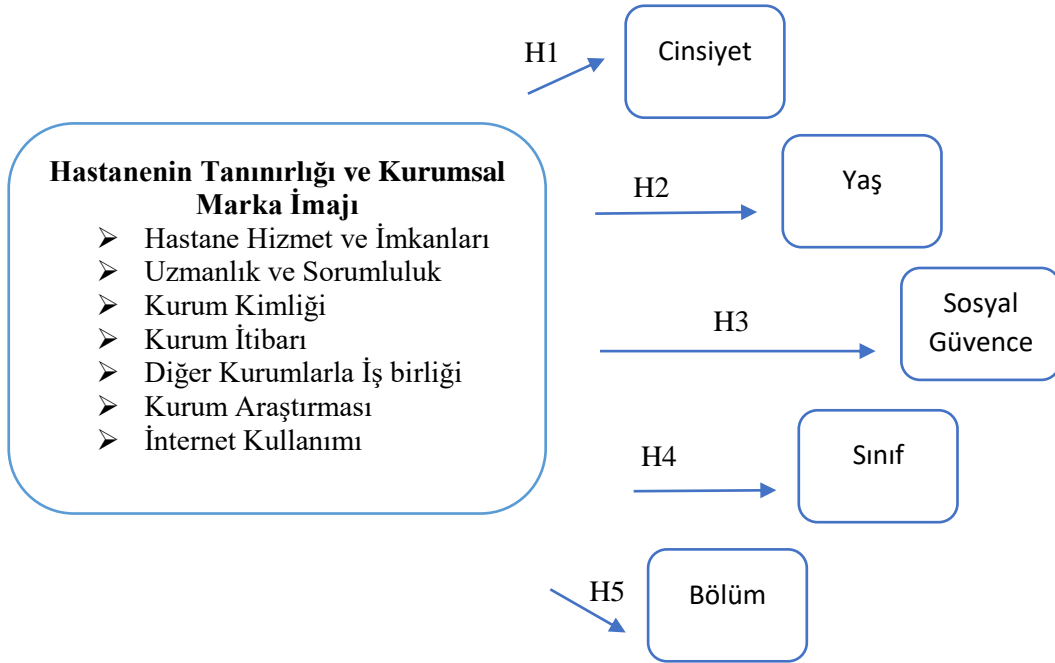 H1
Cinsiyet
Hastanenin Tanınırlığı ve Kurumsal
Marka İmajı
➢ Hastane Hizmet ve İmkanları
➢ Uzmanlık ve Sorumluluk
➢ Kurum Kimliği
➢ Kurum İtibarı
➢ Diğer Kurumlarla İş birliği
➢ Kurum Araştırması
➢ İnternet Kullanımı
H2
Yaş
H3
Sosyal
Güvence
H4
Sınıf
H5
Bölüm